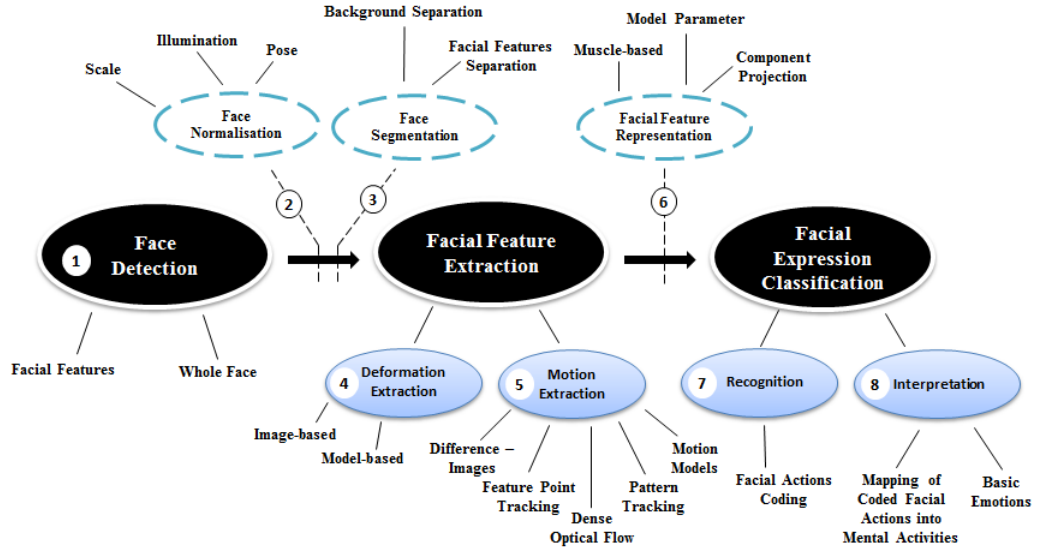 Background Separation
Model Parameter
Illumination
Pose
Facial Features
Separation
Muscle-based
Component
Projection
Scale
Face
Normalisation
Face
Segmentation
Facial Feature
Representation
2
3
6
1
Face
Detection
Facial Feature
Extraction
Facial
Expression
Classification
Facial Features
Whole Face
4
Deformation
Extraction
5
Motion
Extraction
7
Recognition
8
Interpretation
Image-based
Model-based
Difference –
Images
Feature Point
Tracking
Dense
Optical Flow
Pattern
Tracking
Motion
Models
Facial Actions
Coding
Mapping of
Coded Facial
Actions into
Mental Activities
Basic
Emotions